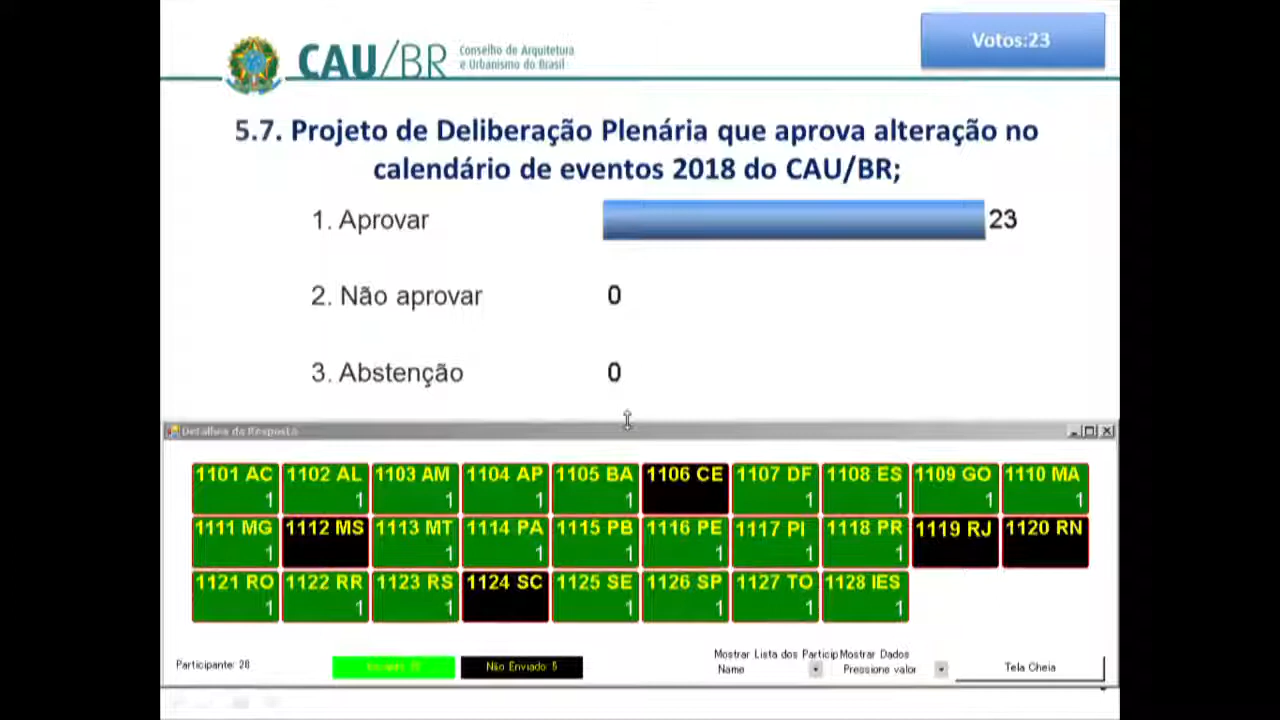 CAU/BR
Conselho de Arquitetura
e Urbanismo do Brasil
Votos:23
5.7. Projeto de Deliberação Plenária que aprova alteração no
calendário de eventos 2018 do CAU/BR;
1. Aprovar 23
2. Não aprovar 0
3. Abstenção 0
Detalhes da Resposta
1101 AC 1102 AL 1103 AM 1104 AP 1105 BA 1106 CE 1107 DF 1108 ES 1109 GO 1110 MA
1 1 1 1 1 1 1 1 1
1111 MG 1112 MS 1113 MT 1114 PA 1115 PB 1116 PE 1117 PI 1118 PR 1119 RJ 1120 RN
1 1 1 1 1 1 1
1121 RO 1122 RR 1123 RS 1124 SC 1125 SE 1126 SP 1127 TO 1128 IES
1 1 1 1 1 1 1
Mostrar Lista dos Particip Mostrar Dados
Participante: 28 Não Enviado: 5 Name Pressione valor Tela Cheia